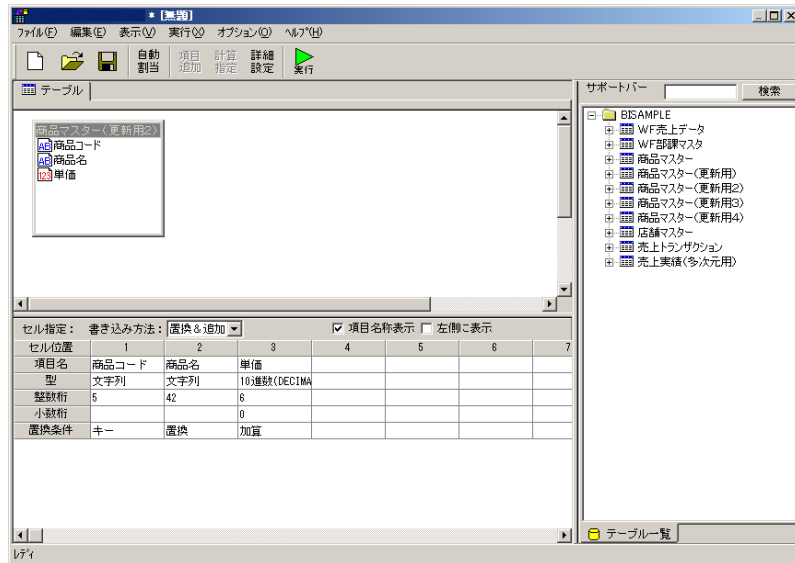 * [無題]
ファイル(F) 編集(E) 表示(V) 実行(X) オプション(O) ヘルプ(H)
自動割当 項目追加 計算指定 詳細設定 実行
テーブル
商品マスター(更新用2)
AB 商品コード
AB 商品名
123 単価
セル指定: 書き込み方法: 置換&追加 項目名称表示 左側に表示
セル位置 1 2 3 4 5 6 7
項目名 商品コード 商品名 単価
型 文字列 文字列 10進数(DECIMA
整数桁 5 42 6
小数桁 0
置換条件 キー 置換 加算
サポートバー 検索
BISAMPLE
WF売上データ
WF部課マスタ
商品マスター
商品マスター(更新用)
商品マスター(更新用2)
商品マスター(更新用3)
商品マスター(更新用4)
店舗マスター
売上トランザクション
売上実績(多次元用)
テーブル一覧
レディ